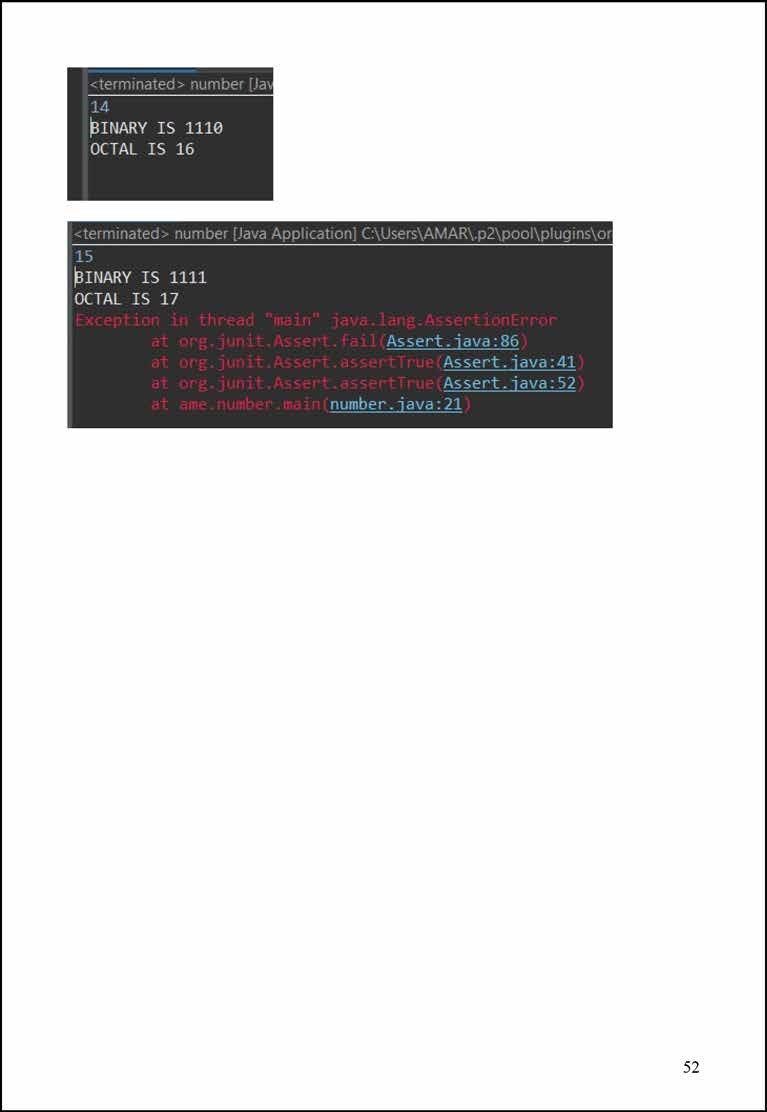 <terminated> number [Jav
14
BINARY IS 1110
OCTAL IS 16
<terminated> number [Java Application] C:\Users\AMAR\.p2\pool\plugins\or
15
BINARY IS 1111
OCTAL IS 17
Exception in thread "main" java.lang.AssertionError
at org.junit.Assert.fail(Assert.java:86)
at org.junit.Assert.assertTrue(Assert.java:41)
at org.junit.Assert.assertTrue(Assert.java:52)
at ame.number.main(number.java:21)
52